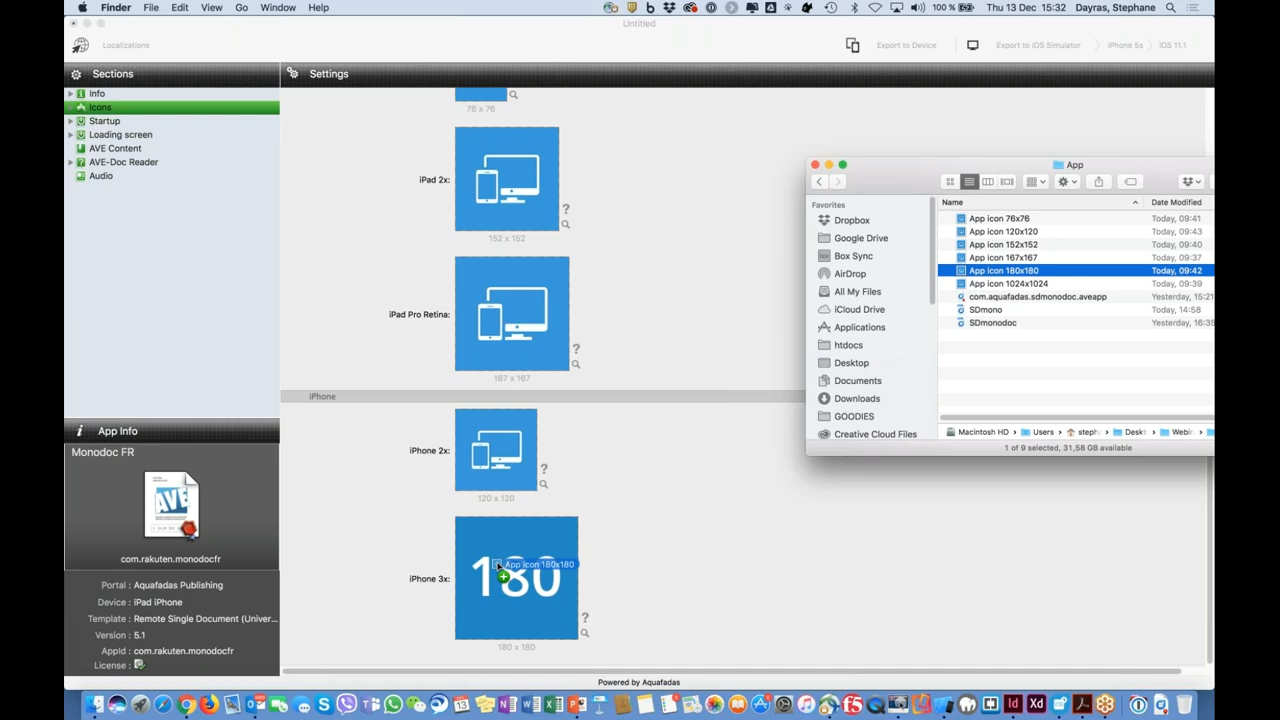 Finder File Edit View Go Window Help 100 % Thu 13 Dec 15:32 Dayras, Stephane
Untitled
Localizations Export to Device Export to iOS Simulator iPhone 5s iOS 11.1
Sections
Info
Icons
Startup
Loading screen
AVE Content
AVE-Doc Reader
Audio
App Info
Monodoc FR
AVE
com.rakuten.monodocfr
Portal : Aquafadas Publishing
Device : iPad iPhone
Template : Remote Single Document (Univer...
Version : 5.1
AppId : com.rakuten.monodocfr
License :
Settings
76 x 76
iPad 2x:
?
152 x 152
iPad Pro Retina:
?
167 x 167
iPhone
iPhone 2x:
?
120 x 120
iPhone 3x:
180
App icon 180x180
?
180 x 180
Powered by Aquafadas
App
Favorites
Dropbox
Google Drive
Box Sync
AirDrop
All My Files
iCloud Drive
Applications
htdocs
Desktop
Documents
Downloads
GOODIES
Creative Cloud Files
Name Date Modified
App icon 76x76 Today, 09:41
App icon 120x120 Today, 09:43
App icon 152x152 Today, 09:40
App icon 167x167 Today, 09:37
App icon 180x180 Today, 09:42
App icon 1024x1024 Today, 09:39
com.aquafadas.sdmonodoc.aveapp Yesterday, 15:21
SDmono Today, 14:58
SDmonodoc Yesterday, 16:35
Macintosh HD Users steph Deskt Webin
1 of 9 selected, 31,58 GB available